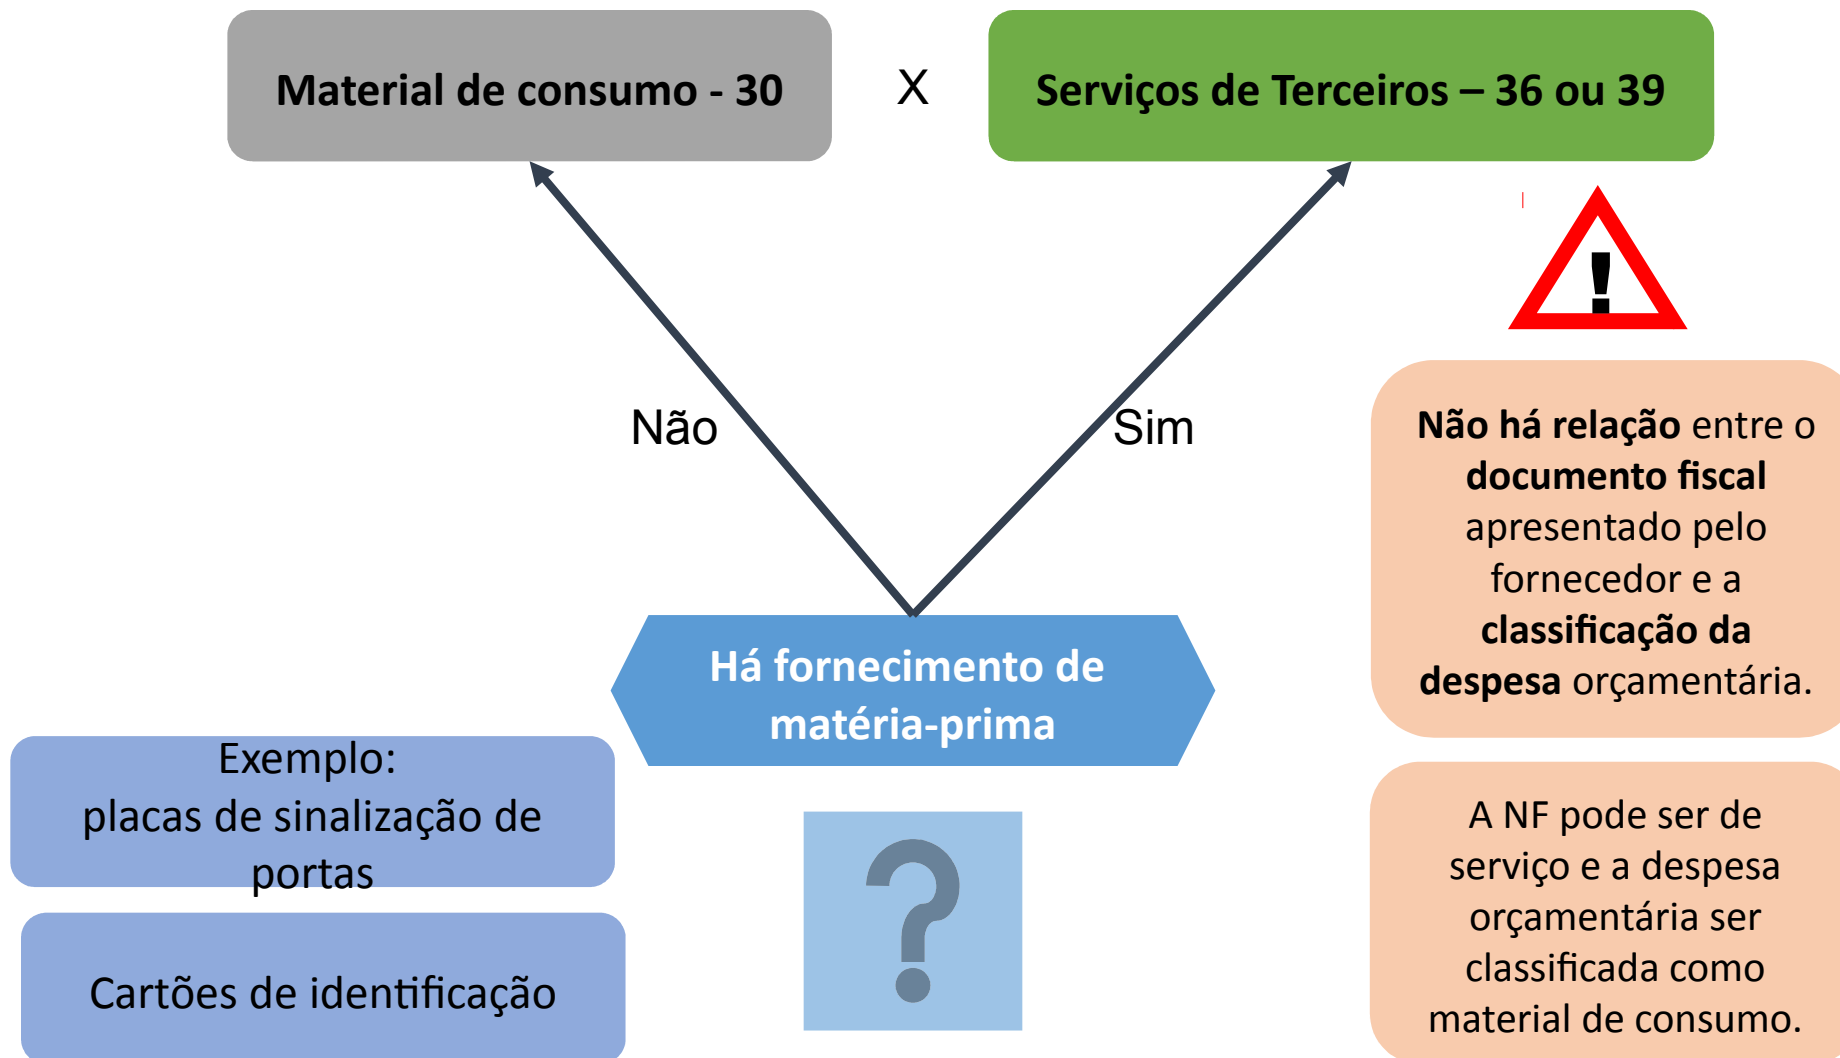 Material de consumo - 30
X
Serviços de Terceiros – 36 ou 39
!
Não
Sim
Não há relação entre o
documento fiscal
apresentado pelo
fornecedor e a
classificação da
despesa orçamentária.
Há fornecimento de
matéria-prima
Exemplo:
placas de sinalização de
portas
Cartões de identificação
?
A NF pode ser de
serviço e a despesa
orçamentária ser
classificada como
material de consumo.